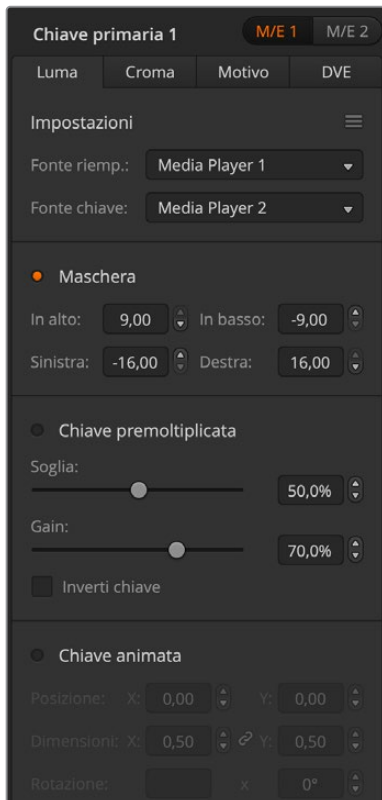 Chiave primaria 1 M/E 1 M/E 2
Luma Croma Motivo DVE
Impostazioni
Fonte riemp.: Media Player 1
Fonte chiave: Media Player 2
Maschera
In alto: 9,00 In basso: -9,00
Sinistra: -16,00 Destra: 16,00
Chiave premoltiplicata
Soglia:
50,0%
Gain:
70,0%
Inverti chiave
Chiave animata
Posizione: X: 0,00 Y: 0,00
Dimensioni: X: 0,50 Y: 0,50
Rotazione: x 0°